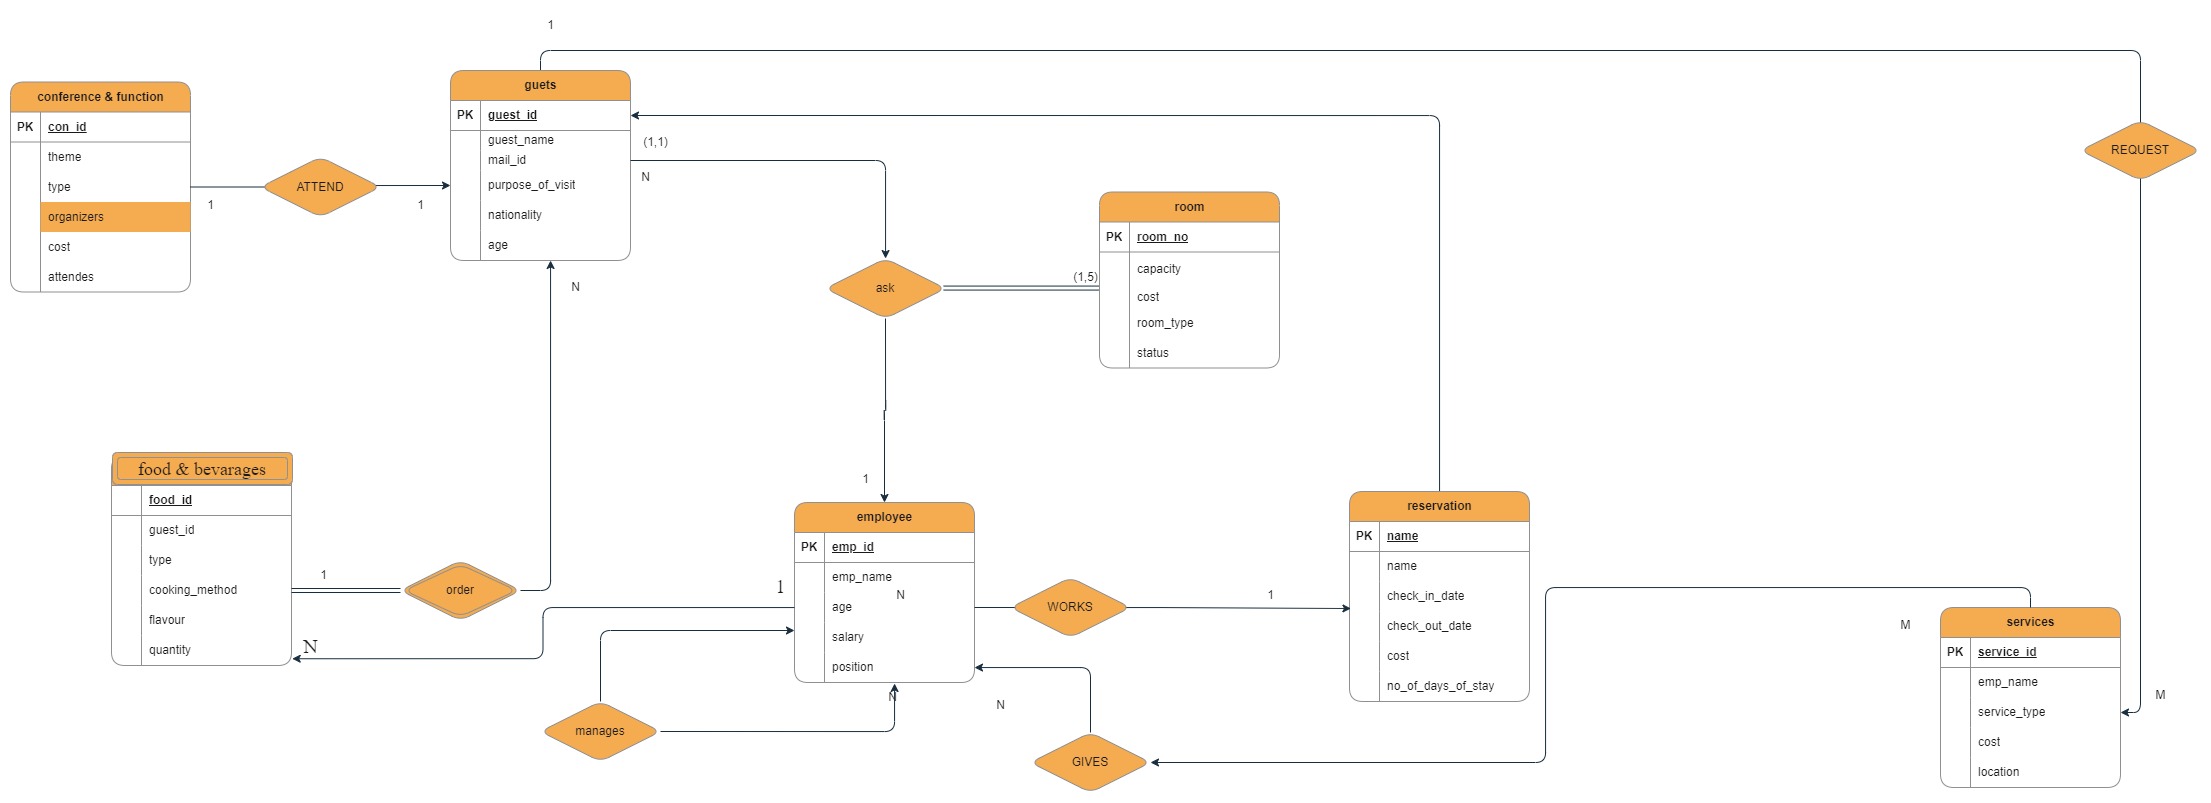 1
conference & function
PK con_id
theme
type
organizers
cost
attendes
1
ATTEND
1
guets
PK guest_id
guest_name
mail_id
purpose_of_visit
nationality
age
(1,1)
N
N
REQUEST
room
PK room_no
capacity
cost
room_type
status
(1,5)
ask
1
food & bevarages
food_id
guest_id
type
cooking_method
flavour
quantity
1
order
N
1
employee
PK emp_id
emp_name
age
salary
position
N
WORKS
1
reservation
PK name
name
check_in_date
check_out_date
cost
no_of_days_of_stay
manages
N
N
GIVES
M
services
PK service_id
emp_name
service_type
cost
location
M